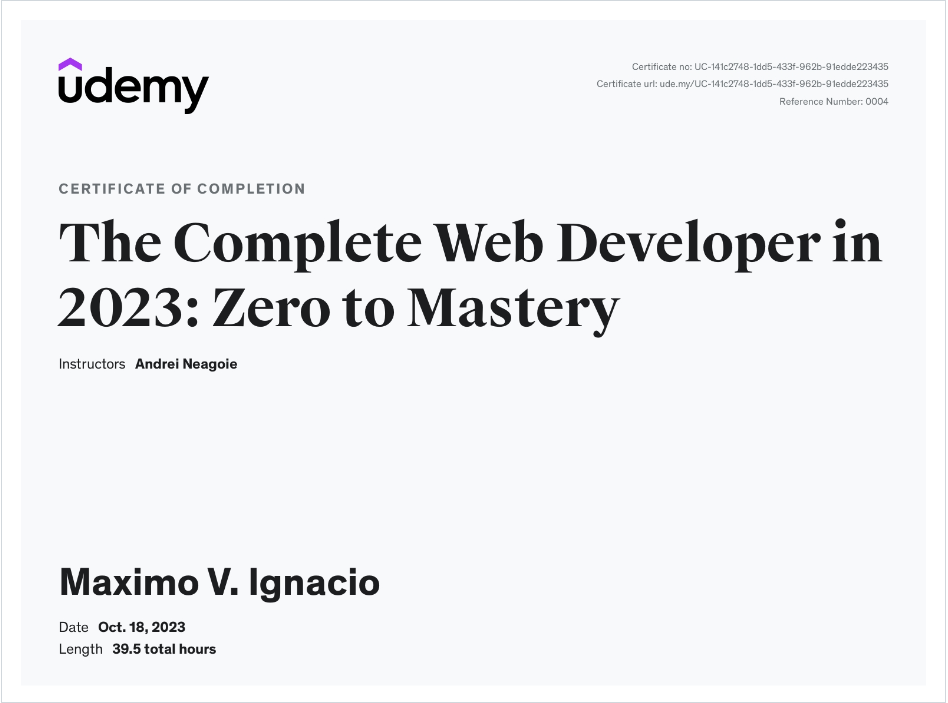 udemy
Certificate no: UC-141c2748-1dd5-433f-962b-91edde223435
Certificate url: ude.my/UC-141c2748-1dd5-433f-962b-91edde223435
Reference Number: 0004
CERTIFICATE OF COMPLETION
The Complete Web Developer in
2023: Zero to Mastery
Instructors Andrei Neagoie
Maximo V. Ignacio
Date Oct. 18, 2023
Length 39.5 total hours